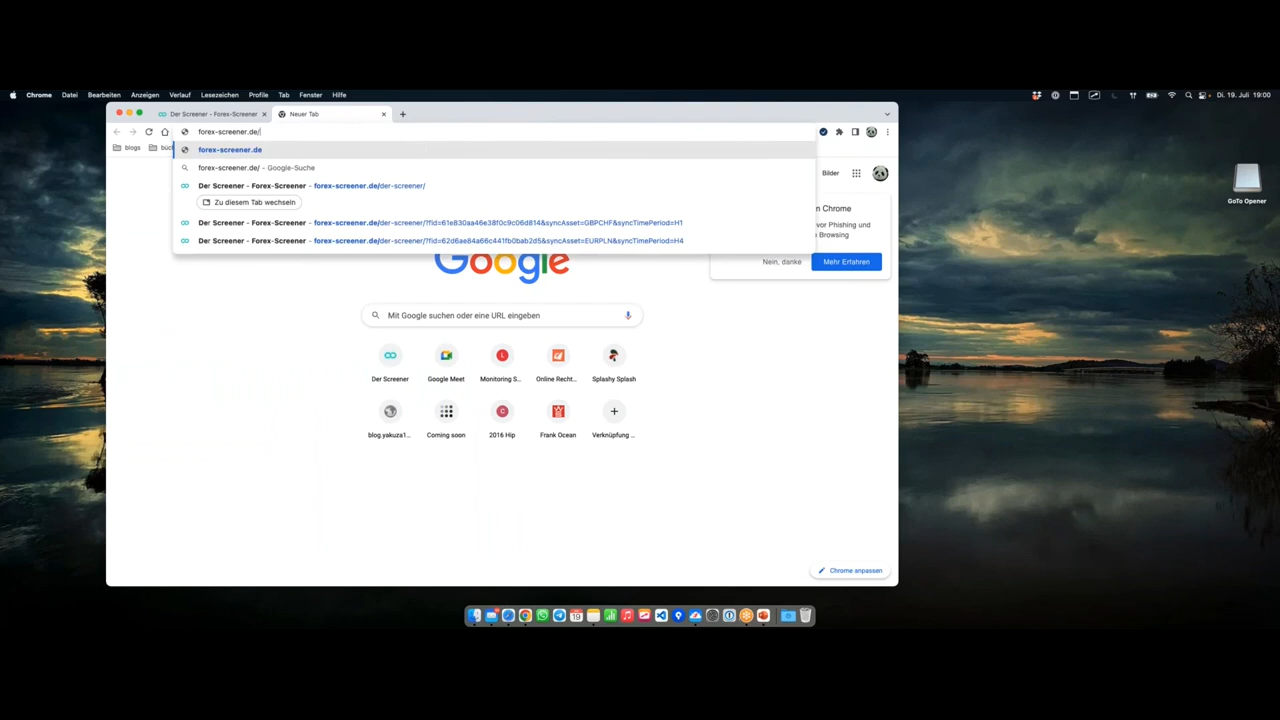 Chrome Datei Bearbeiten Anzeigen Verlauf Lesezeichen Profile Tab Fenster Hilfe Di. 19. Juli 19:00
Der Screener - Forex-Screener Neuer Tab
forex-screener.de/
blogs
forex-screener.de
forex-screener.de/ - Google-Suche
Der Screener - Forex-Screener - forex-screener.de/der-screener/
Zu diesem Tab wechseln
Der Screener - Forex-Screener - forex-screener.de/der-screener/?fid=61e830aa46e38f0c9c06d814&syncAsset=GBPCHF&syncTimePeriod=H1
Der Screener - Forex-Screener - forex-screener.de/der-screener/?fid=62d6ae84a66c441fb0bab2d5&syncAsset=EURPLN&syncTimePeriod=H4
Bilder
n Chrome
vor Phishing und
Browsing
Nein, danke Mehr Erfahren
Google
Mit Google suchen oder eine URL eingeben
Der Screener Google Meet Monitoring S... Online Recht... Splashy Splash
blog.yakuza1... Coming soon 2016 Hip Frank Ocean Verknüpfung ...
Chrome anpassen
GoTo Opener